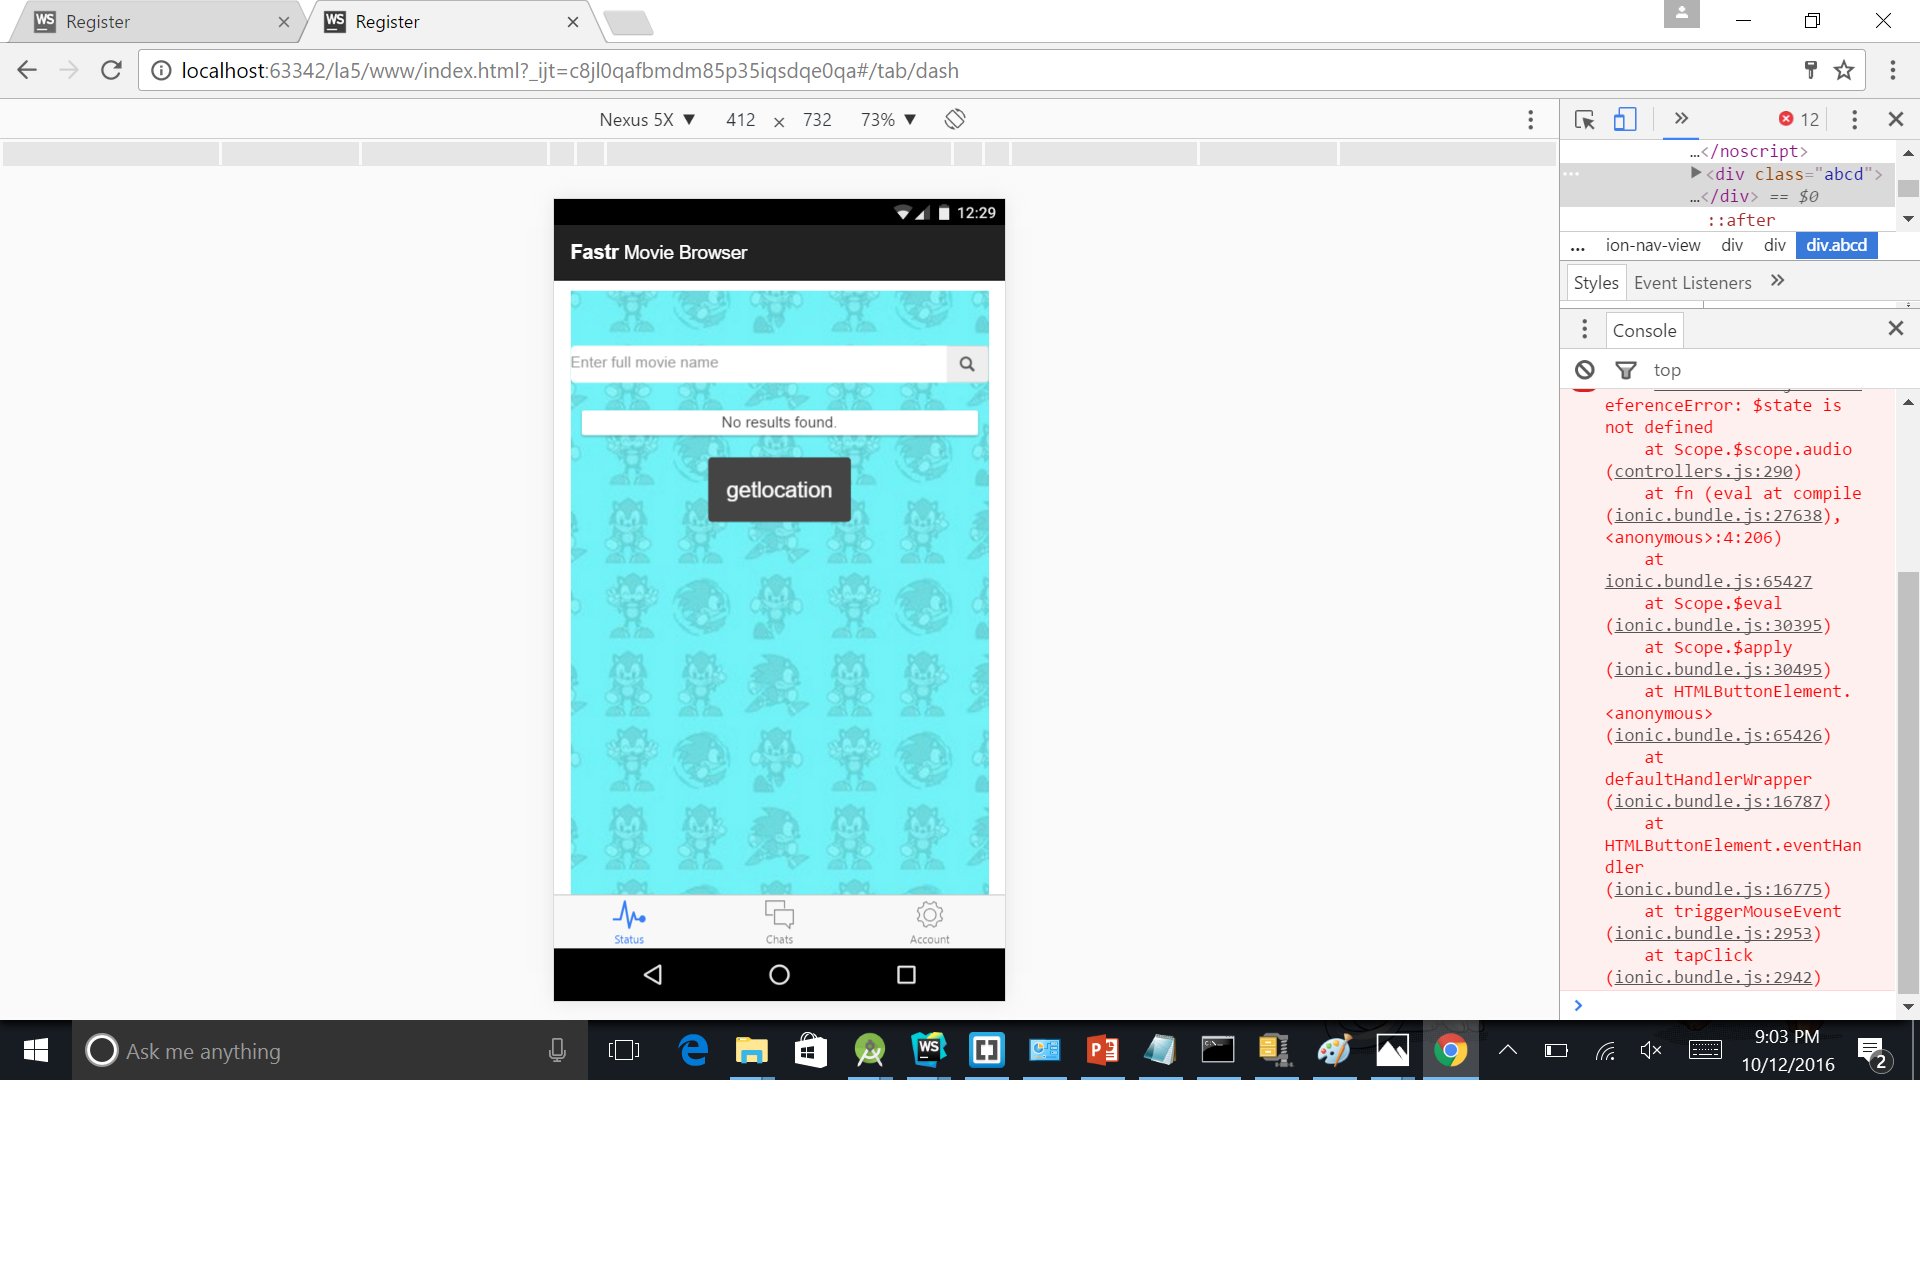 WS Register
WS Register
localhost:63342/la5/www/index.html?_ijt=c8jl0qafbmdm85p35iqsdqe0qa#/tab/dash
Nexus 5X ▼ 412 × 732 73% ▼
12
…</noscript>
<div class="abcd">
…</div> == $0
::after
... ion-nav-view div div div.abcd
Styles Event Listeners
Console
top
eferenceError: $state is
not defined
at Scope.$scope.audio
(controllers.js:290)
at fn (eval at compile
(ionic.bundle.js:27638),
<anonymous>:4:206)
at
ionic.bundle.js:65427
at Scope.$eval
(ionic.bundle.js:30395)
at Scope.$apply
(ionic.bundle.js:30495)
at HTMLButtonElement.
<anonymous>
(ionic.bundle.js:65426)
at
defaultHandlerWrapper
(ionic.bundle.js:16787)
at
HTMLButtonElement.eventHan
dler
(ionic.bundle.js:16775)
at triggerMouseEvent
(ionic.bundle.js:2953)
at tapClick
(ionic.bundle.js:2942)
12:29
Fastr Movie Browser
Enter full movie name
No results found.
getlocation
Status
Chats
Account
Ask me anything
WS
9:03 PM
10/12/2016
2